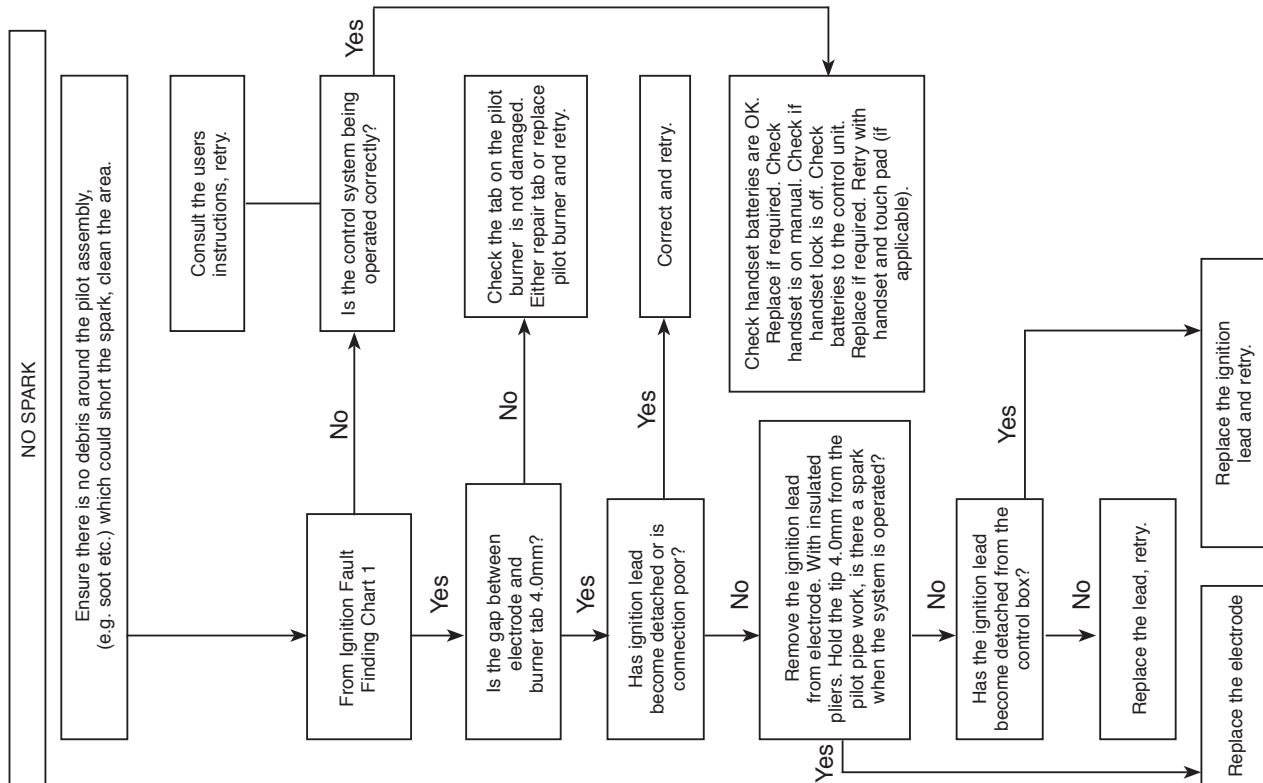 NO SPARK
Ensure there is no debris around the pilot assembly,
(e.g. soot etc.) which could short the spark, clean the area.
Consult the users
instructions, retry.
From Ignition Fault
Finding Chart 1
No
Is the control system being
operated correctly?
Yes
Yes
Is the gap between
electrode and
burner tab 4.0mm?
No
Check the tab on the pilot
burner is not damaged.
Either repair tab or replace
pilot burner and retry.
Yes
Has ignition lead
become detached or is
connection poor?
Yes
Correct and retry.
No
Remove the ignition lead
from electrode. With insulated
pliers. Hold the tip 4.0mm from the
pilot pipe work, is there a spark
when the system is operated?
Check handset batteries are OK.
Replace if required. Check
handset is on manual. Check if
handset lock is off. Check
batteries to the control unit.
Replace if required. Retry with
handset and touch pad (if
applicable).
Yes
No
Has the ignition lead
become detached from the
control box?
Yes
No
Replace the lead, retry.
Replace the electrode
Replace the ignition
lead and retry.